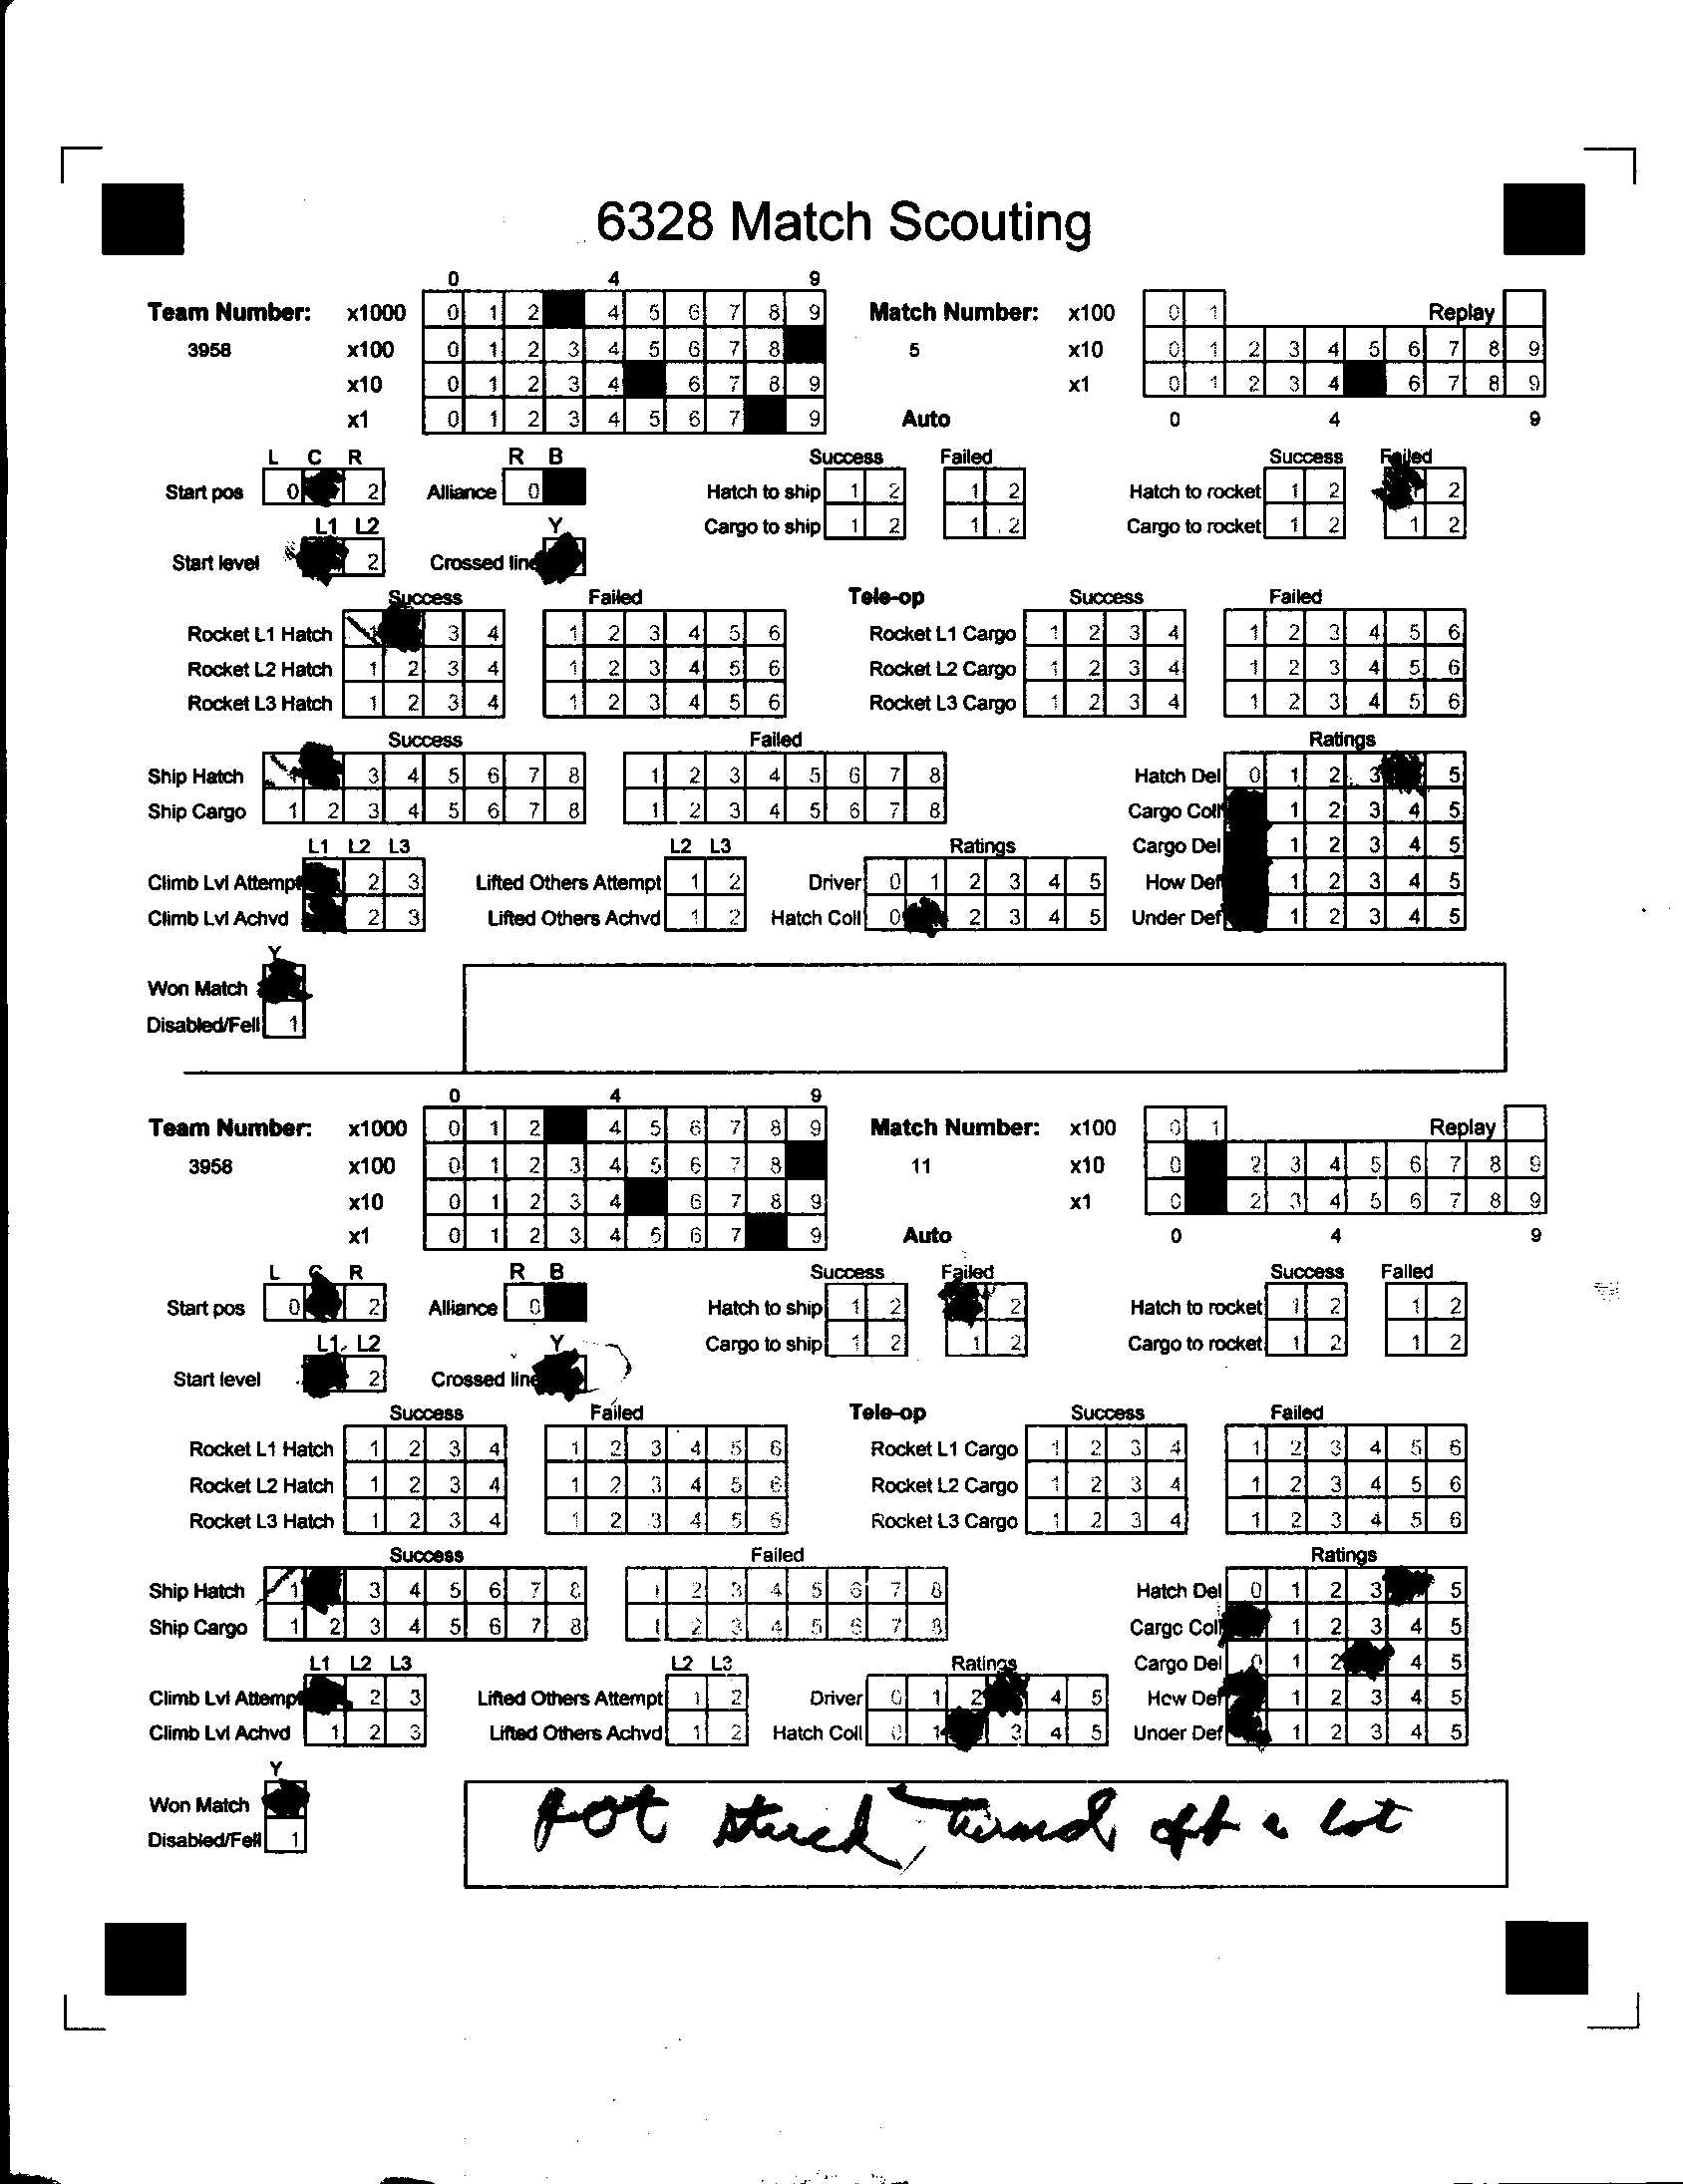 6328 Match Scouting
0 4 9
Team Number: x1000 0 1 2 4 5 6 7 8 9 Match Number: x100 0 1 Replay
3958 x100 0 1 2 3 4 5 6 7 8 5 x10 0 1 2 3 4 5 6 7 8 9
x10 0 1 2 3 4 6 7 8 9 x1 0 1 2 3 4 6 7 8 9
x1 0 1 2 3 4 5 6 7 9 Auto 0 4 9
L C R R B Success Failed Success Failed
Start pos 0 2 Alliance 0 Hatch to ship 1 2 1 2 Hatch to rocket 1 2 1 2
L1 L2 Y Cargo to ship 1 2 1 2 Cargo to rocket 1 2 1 2
Start level 2 Crossed line
Success Failed Tele-op Success Failed
Rocket L1 Hatch 3 4 1 2 3 4 5 6 Rocket L1 Cargo 1 2 3 4 1 2 3 4 5 6
Rocket L2 Hatch 1 2 3 4 1 2 3 4 5 6 Rocket L2 Cargo 1 2 3 4 1 2 3 4 5 6
Rocket L3 Hatch 1 2 3 4 1 2 3 4 5 6 Rocket L3 Cargo 1 2 3 4 1 2 3 4 5 6
Success Failed Ratings
Ship Hatch 3 4 5 6 7 8 1 2 3 4 5 6 7 8 Hatch Del 0 1 2 3 5
Ship Cargo 1 2 3 4 5 6 7 8 1 2 3 4 5 6 7 8 Cargo Coll 1 2 3 4 5
L1 L2 L3 L2 L3 Ratings Cargo Del 1 2 3 4 5
Climb Lvl Attempt 2 3 Lifted Others Attempt 1 2 Driver 0 1 2 3 4 5 How Def 1 2 3 4 5
Climb Lvl Achvd 2 3 Lifted Others Achvd 1 2 Hatch Coll 0 2 3 4 5 Under Def 1 2 3 4 5
Y
Won Match
Disabled/Fell 1
0 4 9
Team Number: x1000 0 1 2 4 5 6 7 8 9 Match Number: x100 0 1 Replay
3958 x100 0 1 2 3 4 5 6 7 8 11 x10 0 2 3 4 5 6 7 8 9
x10 0 1 2 3 4 6 7 8 9 x1 0 2 3 4 5 6 7 8 9
x1 0 1 2 3 4 5 6 7 9 Auto 0 4 9
L C R R B Success Failed Success Failed
Start pos 0 2 Alliance 0 Hatch to ship 1 2 2 Hatch to rocket 1 2 1 2
L1 L2 Y Cargo to ship 1 2 1 2 Cargo to rocket 1 2 1 2
Start level 2 Crossed line
Success Failed Tele-op Success Failed
Rocket L1 Hatch 1 2 3 4 1 2 3 4 5 6 Rocket L1 Cargo 1 2 3 4 1 2 3 4 5 6
Rocket L2 Hatch 1 2 3 4 1 2 3 4 5 6 Rocket L2 Cargo 1 2 3 4 1 2 3 4 5 6
Rocket L3 Hatch 1 2 3 4 1 2 3 4 5 6 Rocket L3 Cargo 1 2 3 4 1 2 3 4 5 6
Success Failed Ratings
Ship Hatch 1 3 4 5 6 7 8 1 2 3 4 5 6 7 8 Hatch Del 0 1 2 3 5
Ship Cargo 1 2 3 4 5 6 7 8 1 2 3 4 5 6 7 8 Cargo Coll 1 2 3 4 5
L1 L2 L3 L2 L3 Ratings Cargo Del 0 1 2 4 5
Climb Lvl Attempt 2 3 Lifted Others Attempt 1 2 Driver 0 1 2 4 5 How Def 1 2 3 4 5
Climb Lvl Achvd 1 2 3 Lifted Others Achvd 1 2 Hatch Coll 0 1 3 4 5 Under Def 1 2 3 4 5
Y
Won Match
Disabled/Fell 1
got stuck, turned off a lot